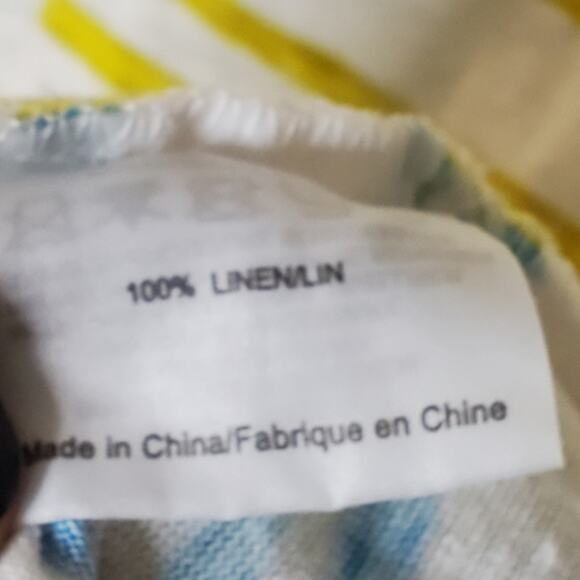 100% LINEN/LIN
Made in China/Fabrique en Chine